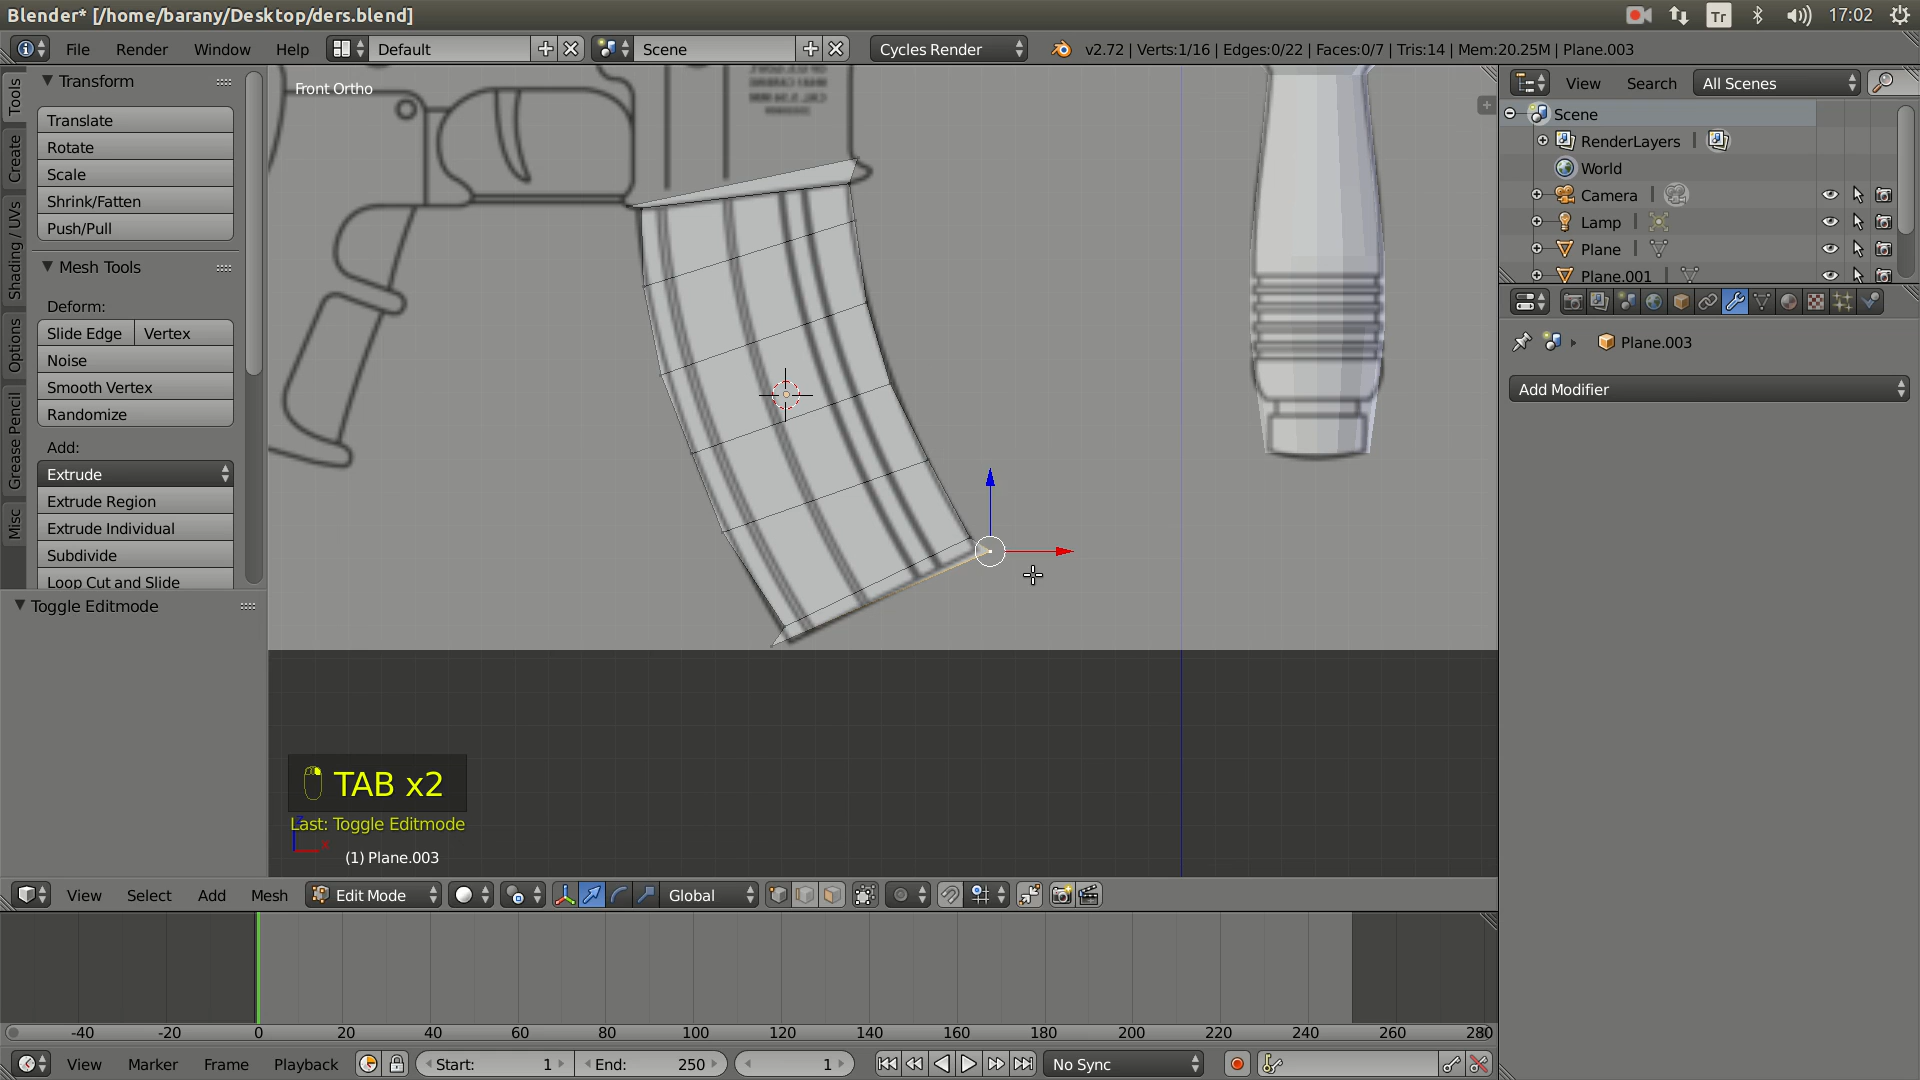 Blender* [/home/barany/Desktop/ders.blend]
Tr
17:02
File Render Window Help
Default
Scene
Cycles Render
v2.72 | Verts:1/16 | Edges:0/22 | Faces:0/7 | Tris:14 | Mem:20.25M | Plane.003
Tools
Create
Shading / UVs
Options
Grease Pencil
Misc
Transform
Translate
Rotate
Scale
Shrink/Fatten
Push/Pull
Mesh Tools
Deform:
Slide Edge Vertex
Noise
Smooth Vertex
Randomize
Add:
Extrude
Extrude Region
Extrude Individual
Subdivide
Loop Cut and Slide
Toggle Editmode
Front Ortho
TAB x2
Last: Toggle Editmode
(1) Plane.003
View Search All Scenes
Scene
RenderLayers
World
Camera
Lamp
Plane
Plane.001
Plane.003
Add Modifier
View Select Add Mesh Edit Mode Global
-40 -20 0 20 40 60 80 100 120 140 160 180 200 220 240 260 280
View Marker Frame Playback Start: 1 End: 250 1 No Sync